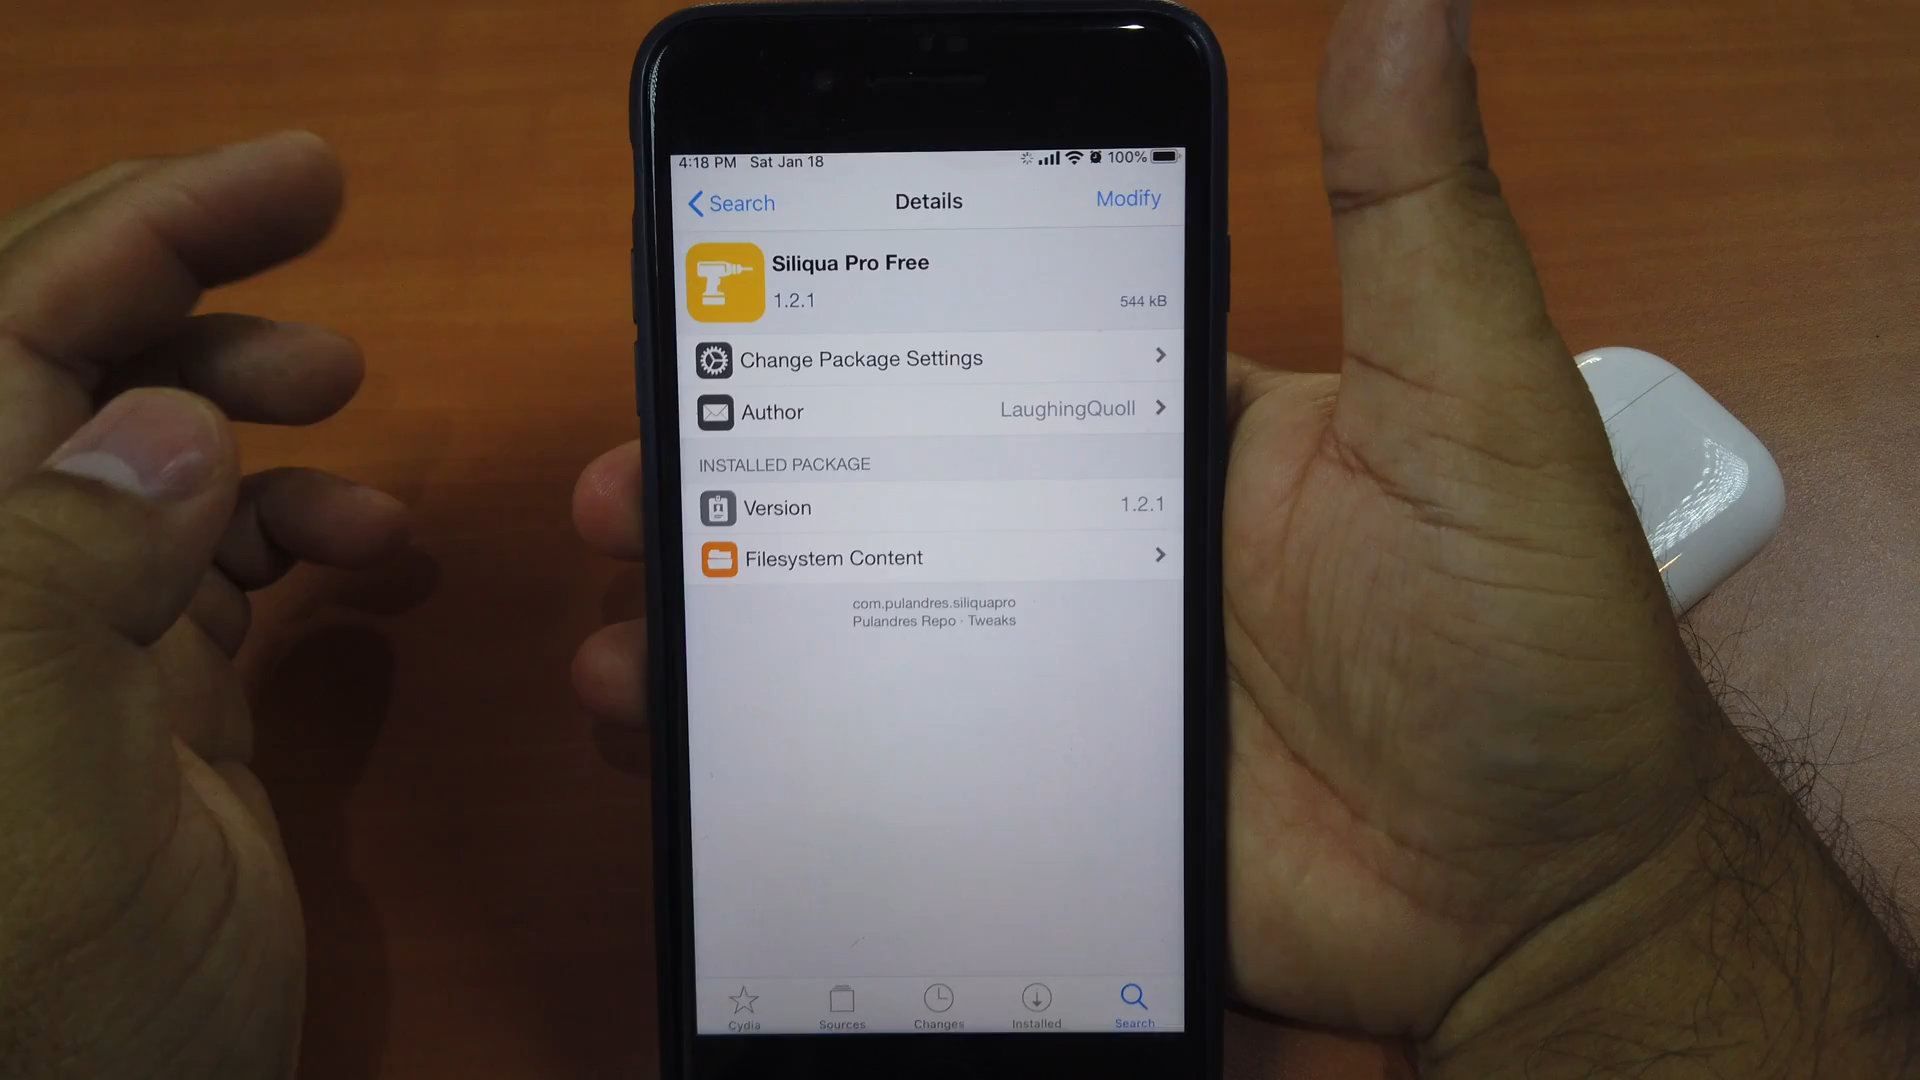 4:18 PM Sat Jan 18 100%
Search Details Modify
Siliqua Pro Free
1.2.1 544 kB
Change Package Settings
Author LaughingQuoll
INSTALLED PACKAGE
Version 1.2.1
Filesystem Content
com.pulandres.siliquapro
Pulandres Repo · Tweaks
Cydia Sources Changes Installed Search